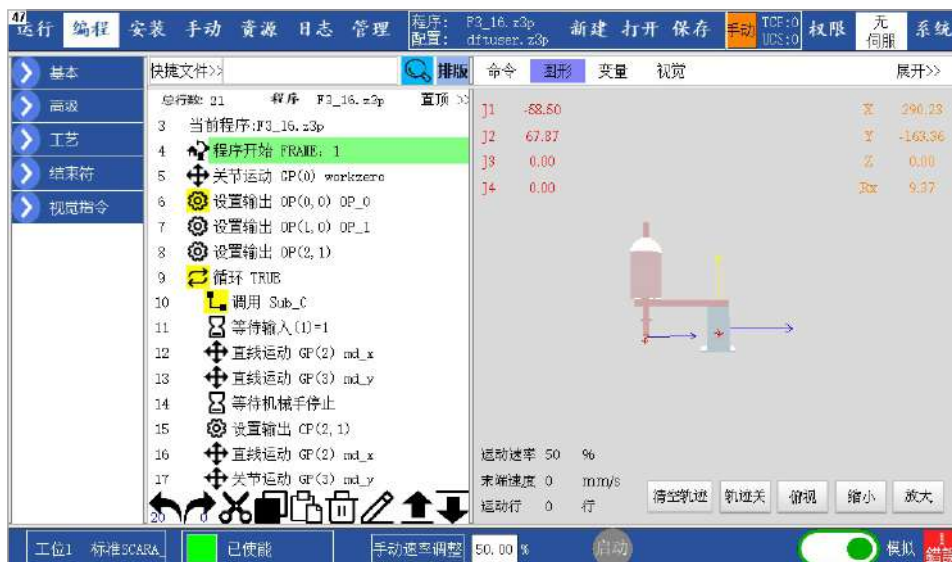 47
运行 编程 安装 手动 资源 日志 管理 程序: F3_16.z3p 配置: dftuser.z3p 新建 打开 保存 手动 TCF:0 UCS:0 权限 无伺服 系统
基本
高级
工艺
结束符
视觉指令
快捷文件>> 排版
总行数: 21 程序 F3_16.z3p 置顶 >>
3 当前程序:F3_16.z3p
4 程序开始 FRAME: 1
5 关节运动 GP(0) workzero
6 设置输出 OP(0,0) OP_0
7 设置输出 OP(1,0) OP_1
8 设置输出 OP(2,1)
9 循环 TRUE
10 调用 Sub_C
11 等待输入(1)=1
12 直线运动 GP(2) md_x
13 直线运动 GP(3) md_y
14 等待机械手停止
15 设置输出 CP(2,1)
16 直线运动 GP(2) md_x
17 关节运动 GP(3) md_y
20 0
命令 图形 变量 视觉 展开>>
J1 -58.50 X 290.23
J2 67.87 Y -163.36
J3 0.00 Z 0.00
J4 0.00 Rx 9.37
运动速率 50 %
末端速度 0 mm/s
运动行 0 行
清空轨迹 轨迹关 俯视 缩小 放大
工位1 标准SCARA_ 已使能 手动速率调整 50.00 % 启动 模拟 ! 错误